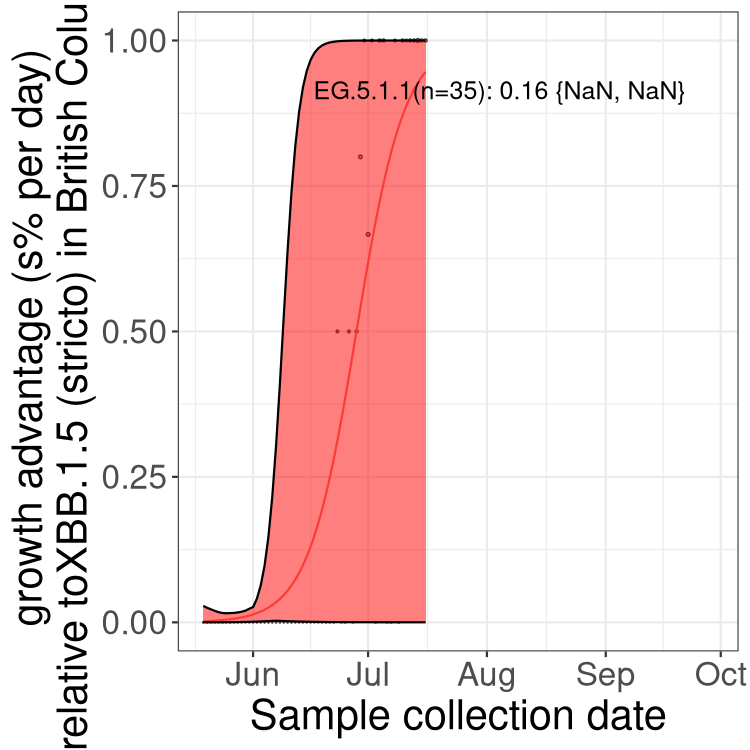 growth advantage (s% per day)
relative toXBB.1.5 (stricto) in British Colu
1.00
0.75
0.50
0.25
0.00
EG.5.1.1(n=35): 0.16 {NaN, NaN}
Jun Jul Aug Sep Oct
Sample collection date